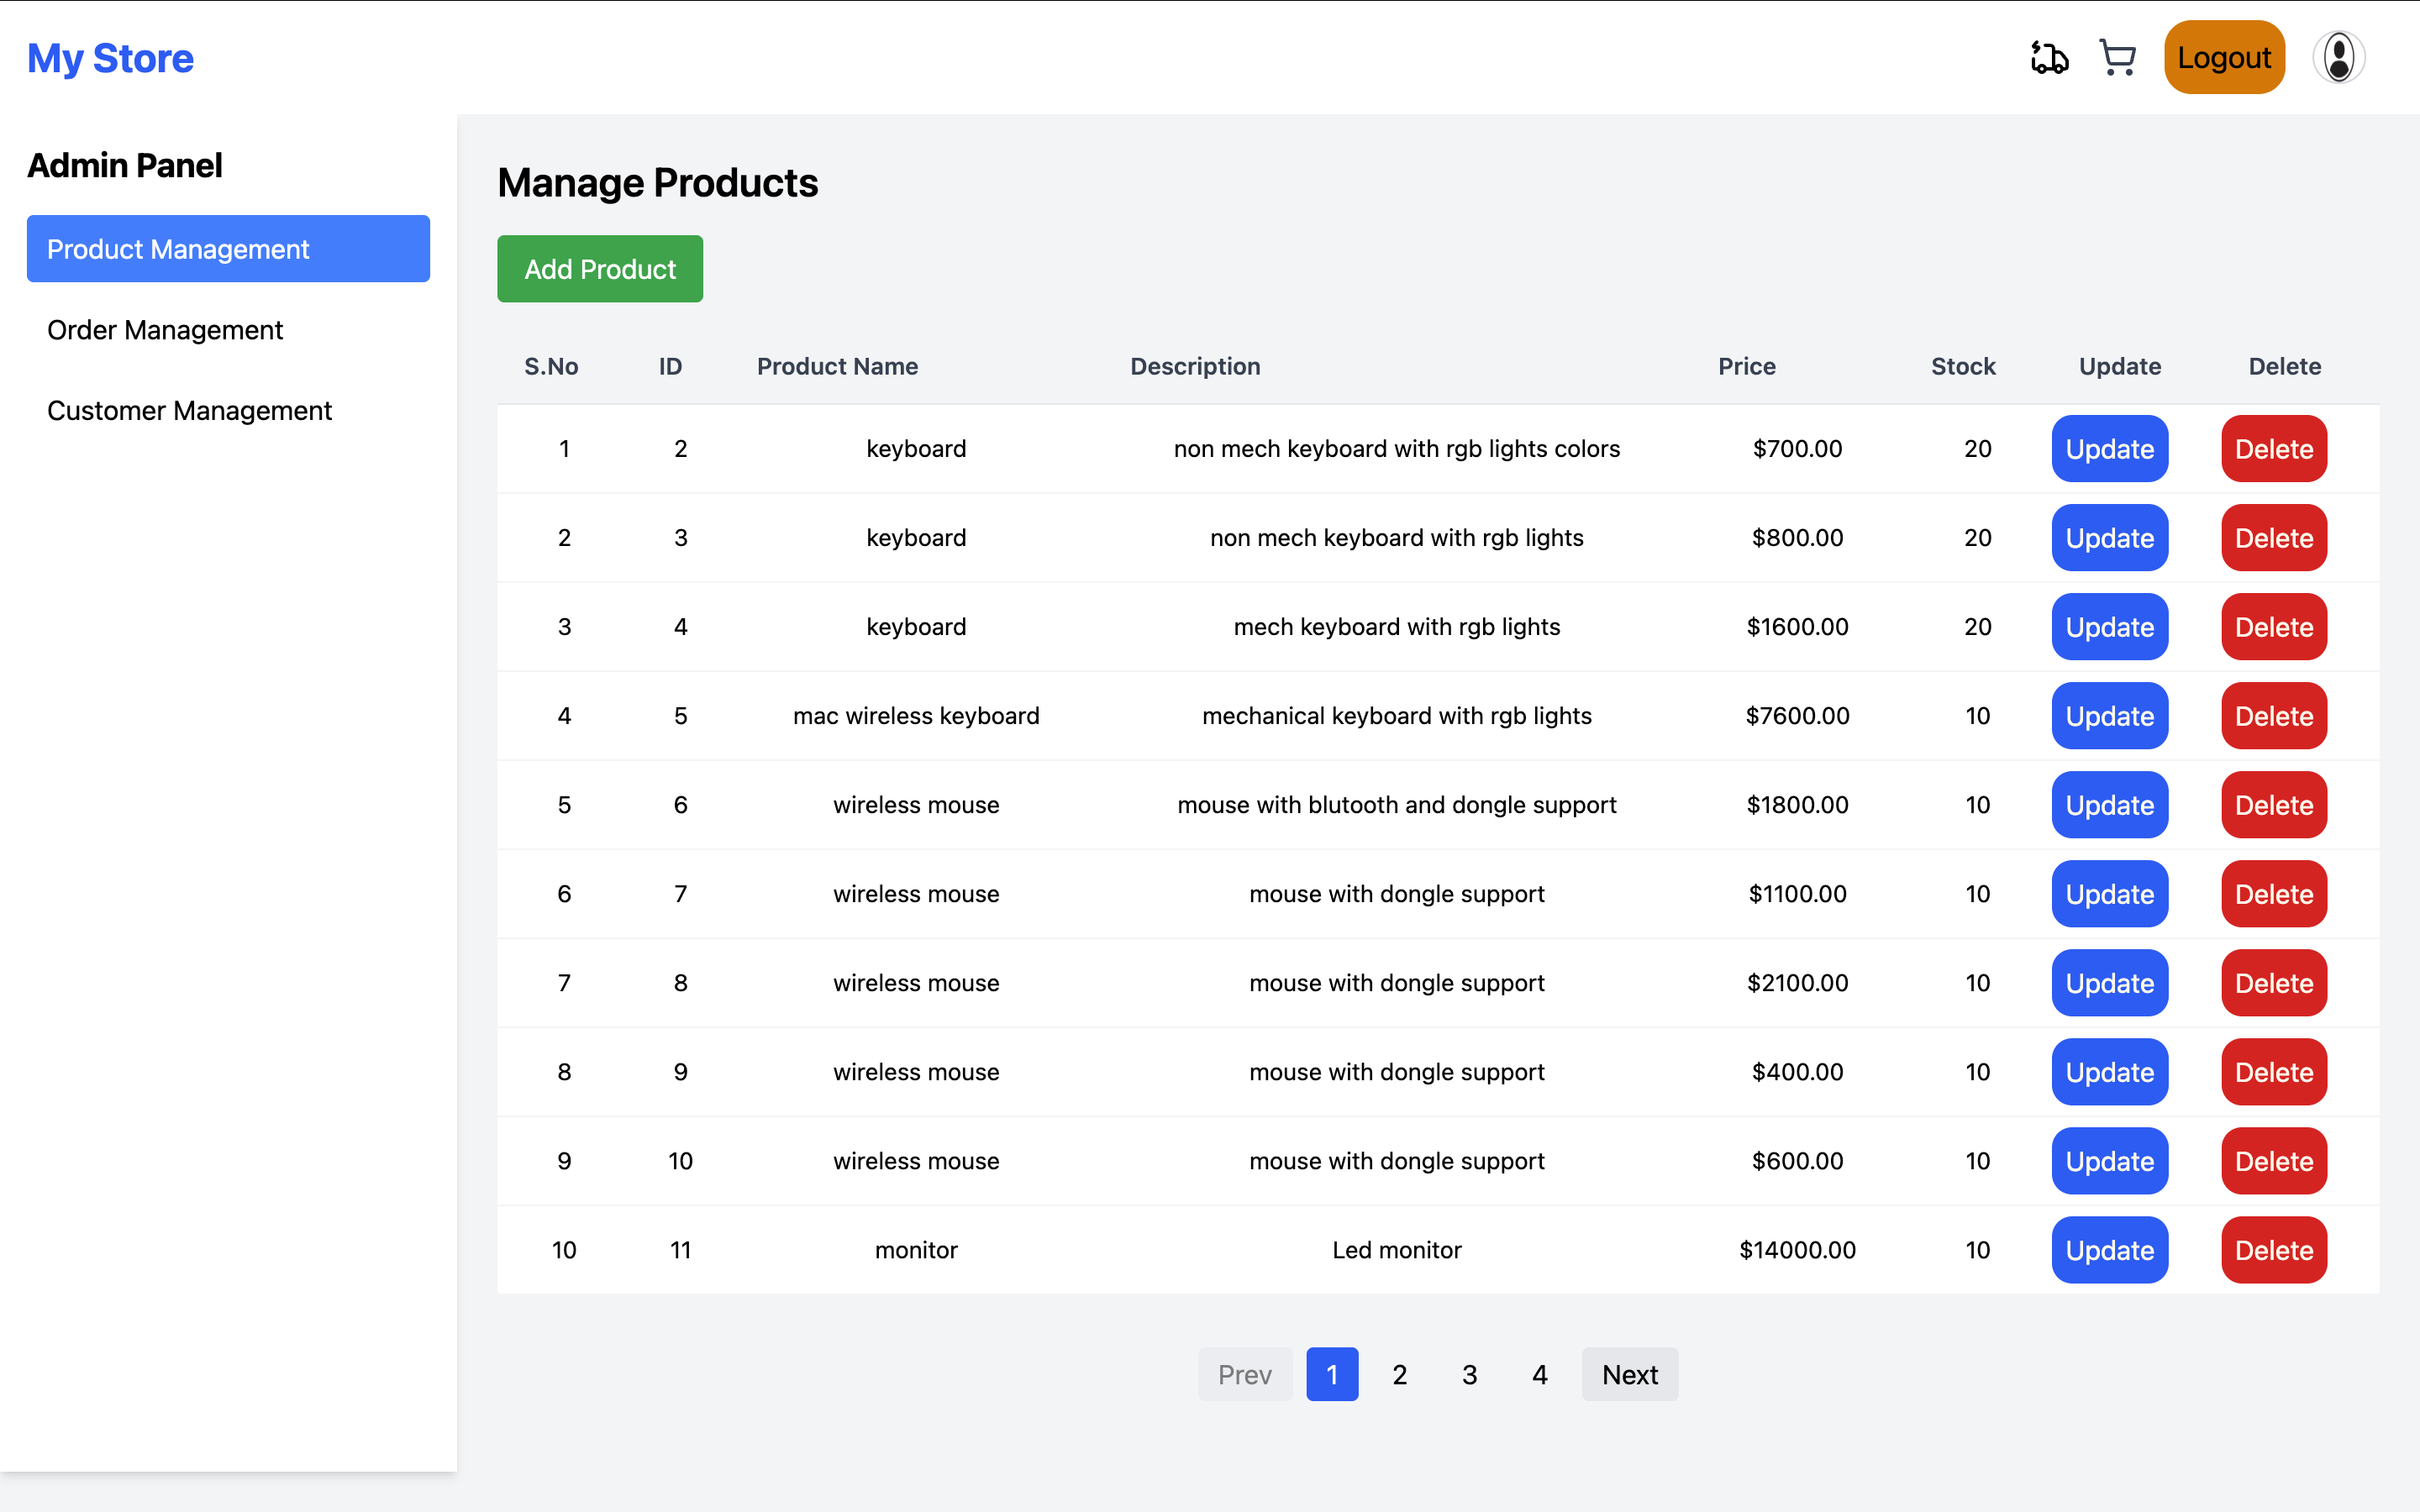 My Store
Logout
Admin Panel
Product Management
Order Management
Customer Management
Manage Products
Add Product
S.No ID Product Name Description Price Stock Update Delete
1 2 keyboard non mech keyboard with rgb lights colors $700.00 20 Update Delete
2 3 keyboard non mech keyboard with rgb lights $800.00 20 Update Delete
3 4 keyboard mech keyboard with rgb lights $1600.00 20 Update Delete
4 5 mac wireless keyboard mechanical keyboard with rgb lights $7600.00 10 Update Delete
5 6 wireless mouse mouse with blutooth and dongle support $1800.00 10 Update Delete
6 7 wireless mouse mouse with dongle support $1100.00 10 Update Delete
7 8 wireless mouse mouse with dongle support $2100.00 10 Update Delete
8 9 wireless mouse mouse with dongle support $400.00 10 Update Delete
9 10 wireless mouse mouse with dongle support $600.00 10 Update Delete
10 11 monitor Led monitor $14000.00 10 Update Delete
Prev 1 2 3 4 Next